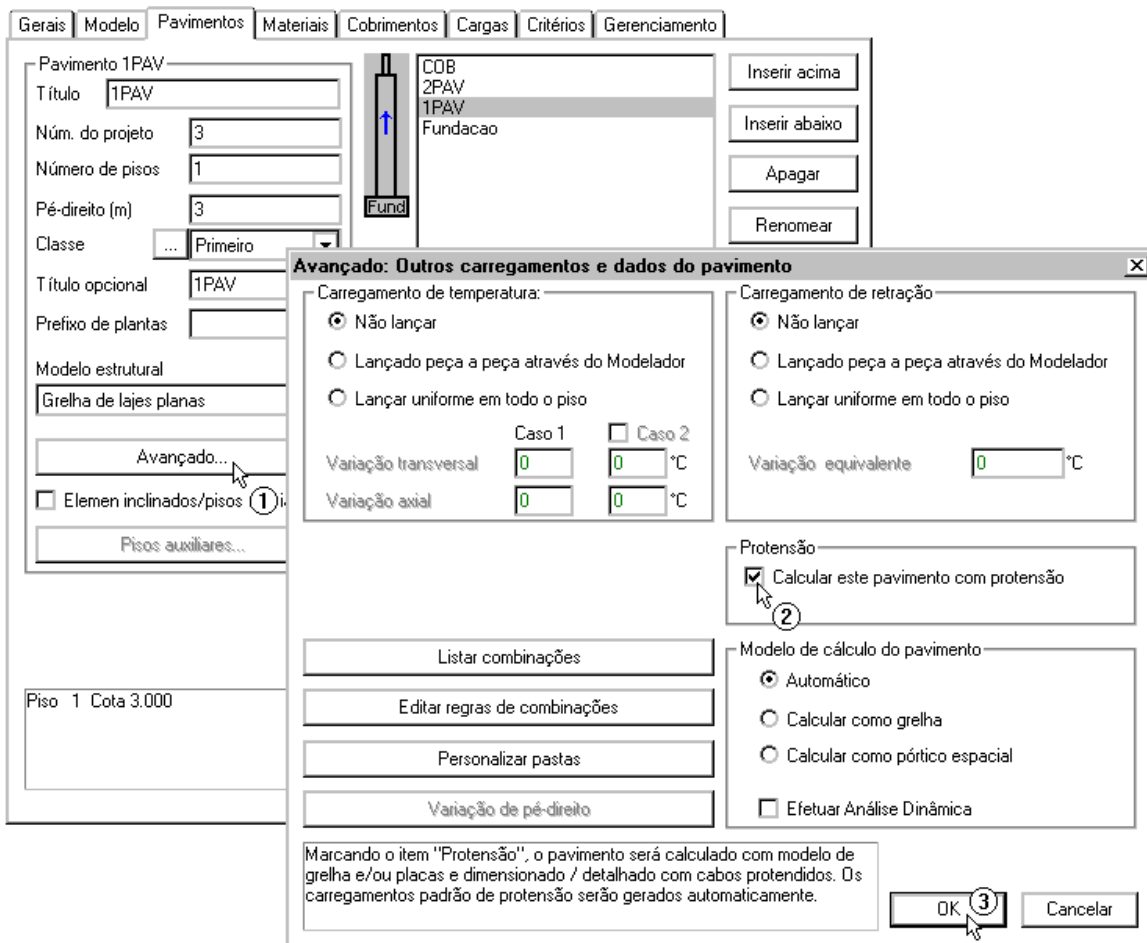 Gerais Modelo Pavimentos Materiais Cobrimentos Cargas Critérios Gerenciamento
Pavimento 1PAV
Título 1PAV
Núm. do projeto 3
Número de pisos 1
Pé-direito (m) 3
Classe ... Primeiro
Título opcional 1PAV
Prefixo de plantas
Modelo estrutural
Grelha de lajes planas
Avançado...
1
Elemen inclinados/pisos
Pisos auxiliares...
Piso 1 Cota 3.000
Fund
COB
2PAV
1PAV
Fundacao
Inserir acima
Inserir abaixo
Apagar
Renomear
Avançado: Outros carregamentos e dados do pavimento
Carregamento de temperatura:
Não lançar
Lançado peça a peça através do Modelador
Lançar uniforme em todo o piso
Caso 1 Caso 2
Variação transversal 0 0 °C
Variação axial 0 0 °C
Carregamento de retração
Não lançar
Lançado peça a peça através do Modelador
Lançar uniforme em todo o piso
Variação equivalente 0 °C
Protensão
Calcular este pavimento com protensão
2
Listar combinações
Editar regras de combinações
Personalizar pastas
Variação de pé-direito
Modelo de cálculo do pavimento
Automático
Calcular como grelha
Calcular como pórtico espacial
Efetuar Análise Dinâmica
Marcando o item "Protensão", o pavimento será calculado com modelo de
grelha e/ou placas e dimensionado / detalhado com cabos protendidos. Os
carregamentos padrão de protensão serão gerados automaticamente.
OK 3 Cancelar